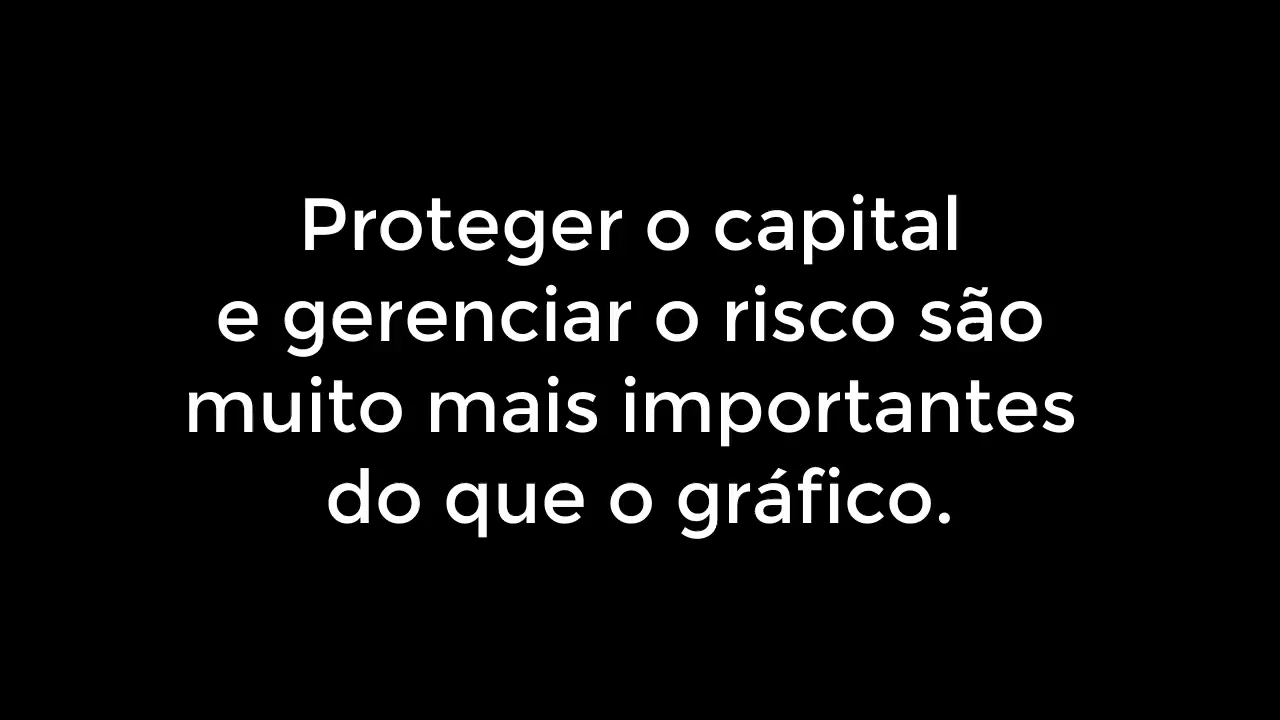 Proteger o capital
e gerenciar o risco são
muito mais importantes
do que o gráfico.